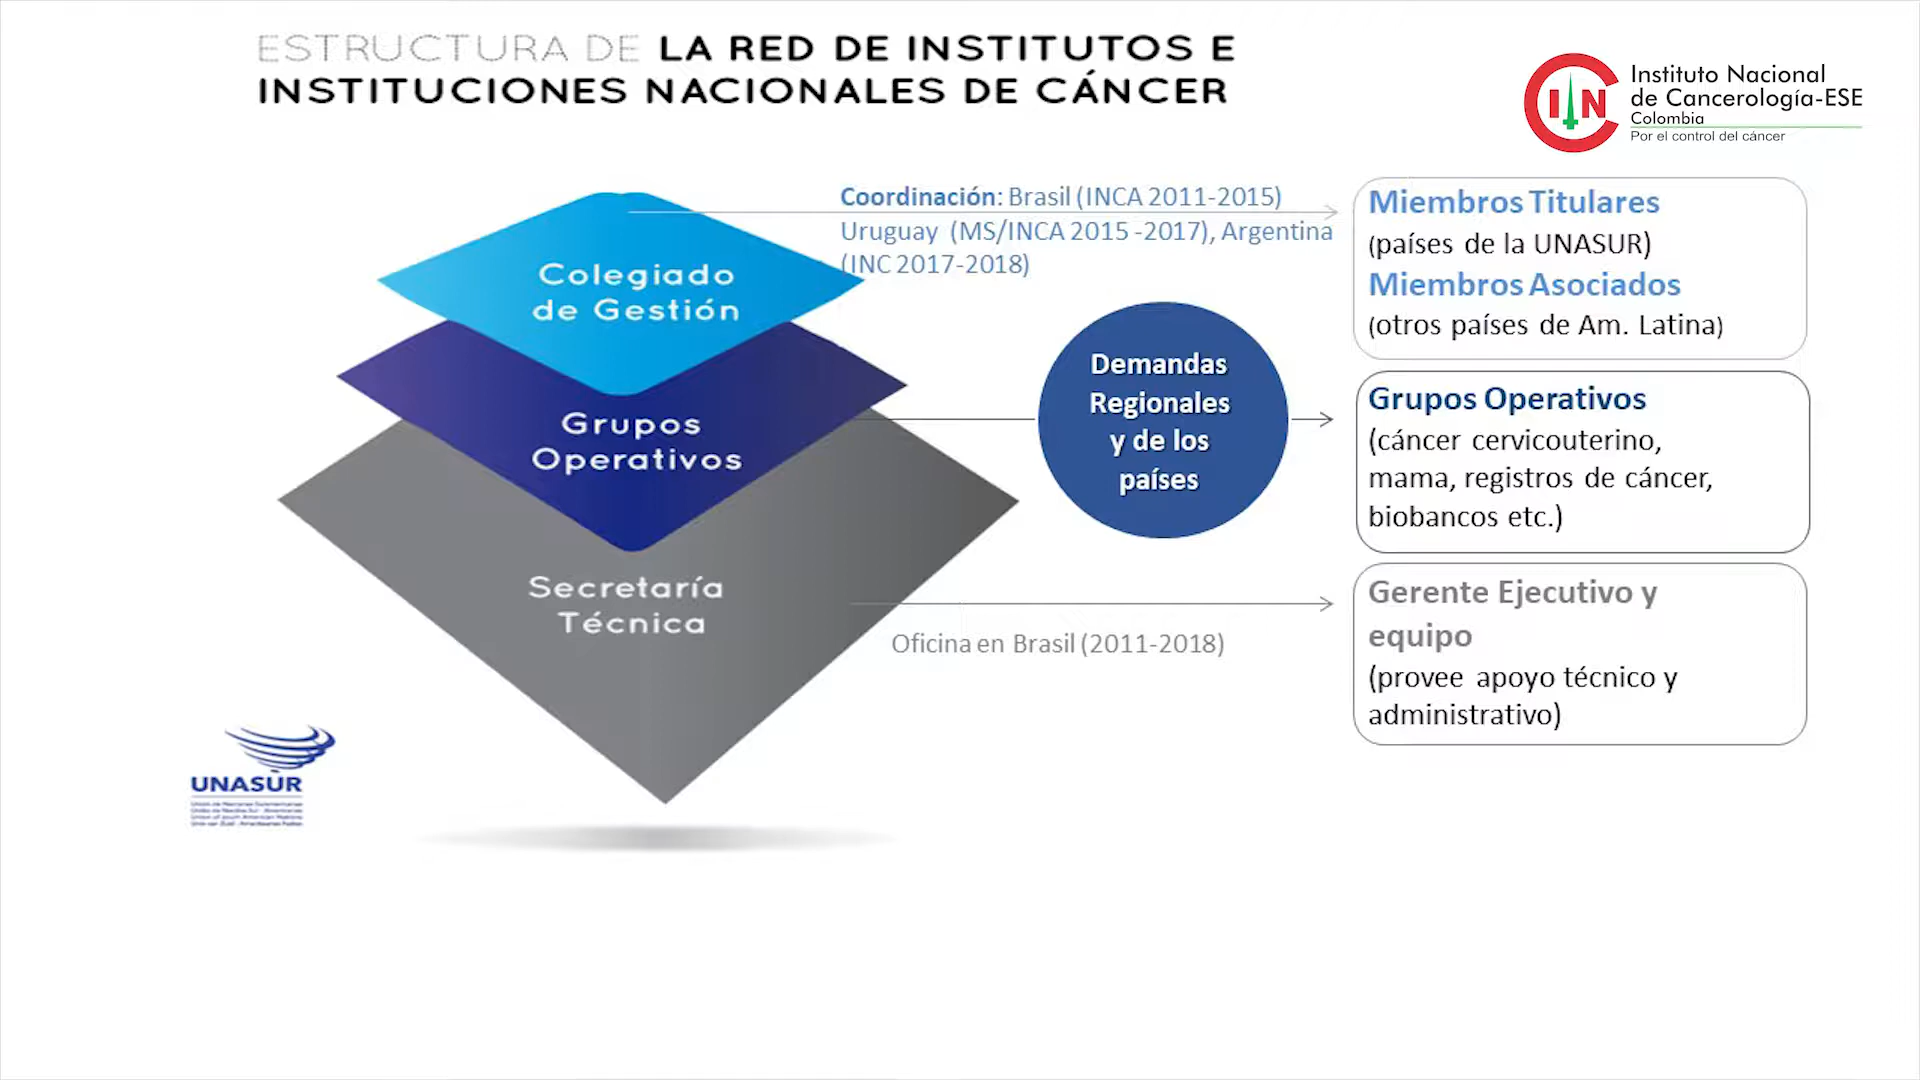 ESTRUCTURA DE LA RED DE INSTITUTOS E
INSTITUCIONES NACIONALES DE CÁNCER
CIN
Instituto Nacional
de Cancerología-ESE
Colombia
Por el control del cáncer
Colegiado
de Gestión
Coordinación: Brasil (INCA 2011-2015)
Uruguay (MS/INCA 2015 -2017), Argentina
(INC 2017-2018)
Miembros Titulares
(países de la UNASUR)
Miembros Asociados
(otros países de Am. Latina)
Grupos
Operativos
Demandas
Regionales
y de los
países
Grupos Operativos
(cáncer cervicouterino,
mama, registros de cáncer,
biobancos etc.)
Secretaría
Técnica
Oficina en Brasil (2011-2018)
Gerente Ejecutivo y
equipo
(provee apoyo técnico y
administrativo)
UNASUR